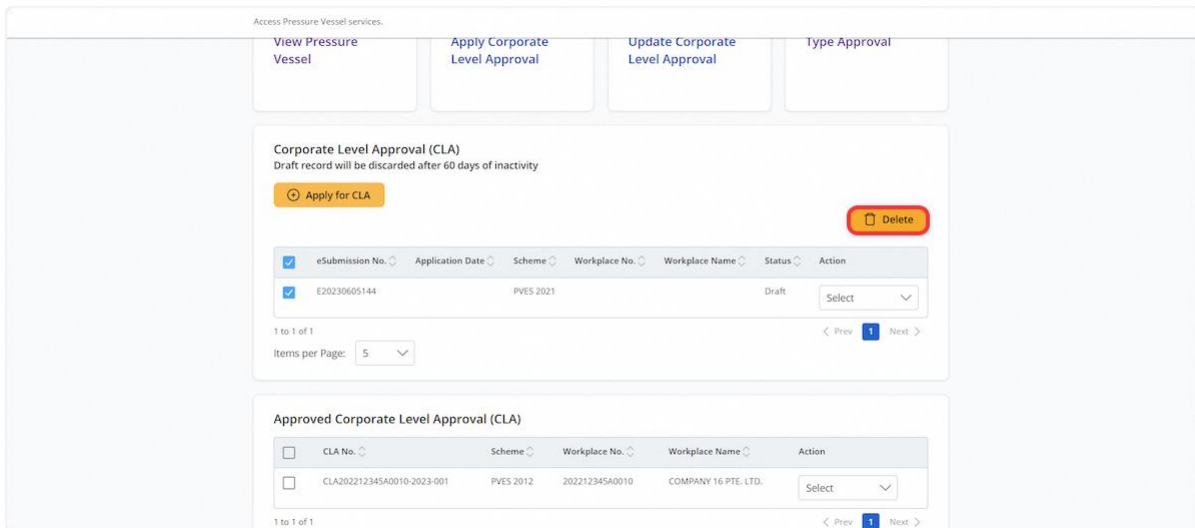 Access Pressure Vessel services.
View Pressure
Vessel
Apply Corporate
Level Approval
Update Corporate
Level Approval
Type Approval
Corporate Level Approval (CLA)
Draft record will be discarded after 60 days of inactivity
Apply for CLA
Delete
eSubmission No. Application Date Scheme Workplace No. Workplace Name Status Action
E20230605144 PVES 2021 Draft Select
1 to 1 of 1 Prev 1 Next
Items per Page: 5
Approved Corporate Level Approval (CLA)
CLA No. Scheme Workplace No. Workplace Name Action
CLA202212345A0010-2023-001 PVES 2012 202212345A0010 COMPANY 16 PTE. LTD. Select
1 to 1 of 1 Prev 1 Next